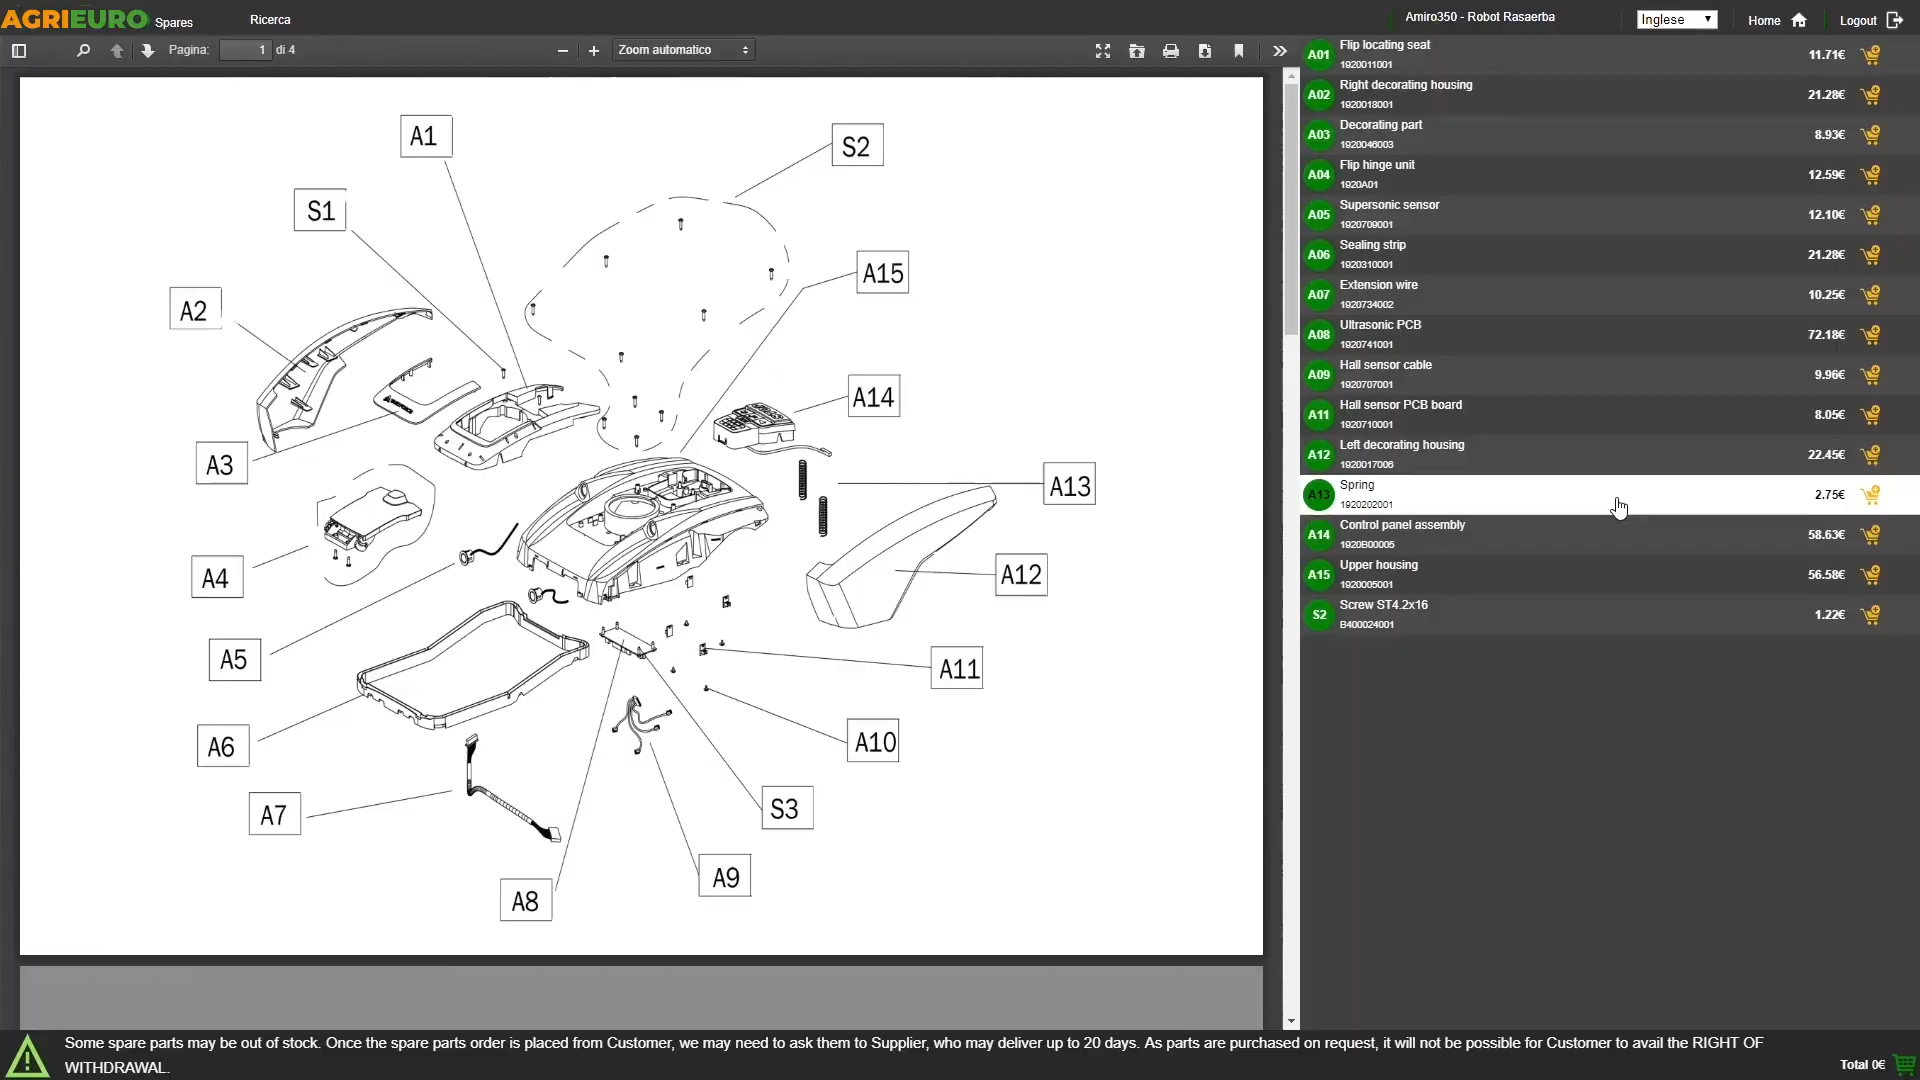 AGRIEURO Spares
Ricerca
Amiro350 - Robot Rasaerba
Inglese
Home
Logout
Pagina: 1 di 4
Zoom automatico
A1
S2
S1
A15
A2
A14
A3
A13
A4
A12
A5
A11
A6
A10
A7
S3
A9
A8
A01 Flip locating seat 11.71€
1920011001
A02 Right decorating housing 21.28€
1920018001
A03 Decorating part 8.93€
1920046003
A04 Flip hinge unit 12.59€
1920A01
A05 Supersonic sensor 12.10€
1920709001
A06 Sealing strip 21.28€
1920310001
A07 Extension wire 10.25€
1920734002
A08 Ultrasonic PCB 72.18€
1920741001
A09 Hall sensor cable 9.96€
1920707001
A11 Hall sensor PCB board 8.05€
1920710001
A12 Left decorating housing 22.45€
1920017006
A13 Spring 2.75€
1920202001
A14 Control panel assembly 58.63€
1920B00005
A15 Upper housing 56.58€
1920005001
S2 Screw ST4.2x16 1.22€
B400024001
Some spare parts may be out of stock. Once the spare parts order is placed from Customer, we may need to ask them to Supplier, who may deliver up to 20 days. As parts are purchased on request, it will not be possible for Customer to avail the RIGHT OF
WITHDRAWAL.
Total 0€